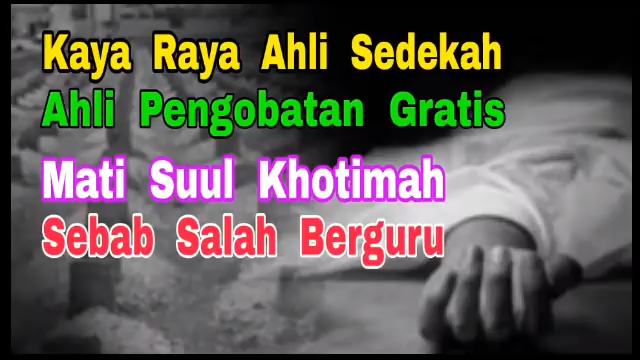 Kaya Raya Ahli Sedekah
Ahli Pengobatan Gratis
Mati Suul Khotimah
Sebab Salah Berguru